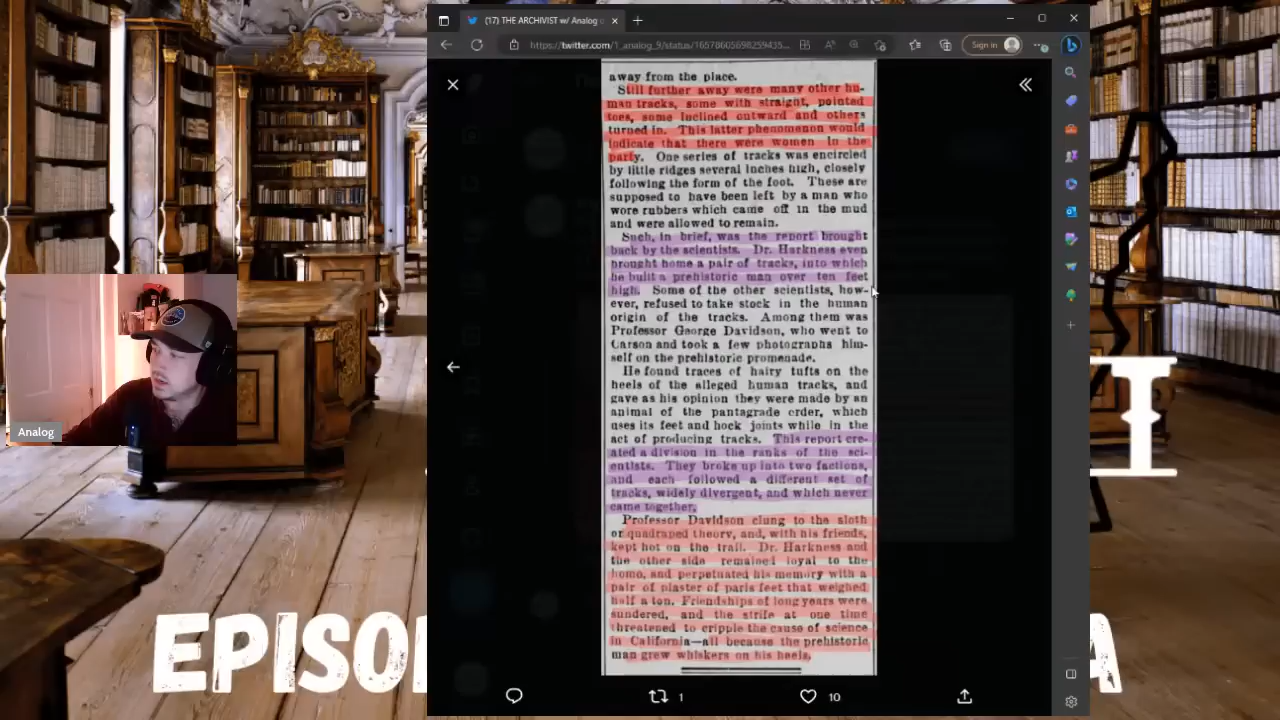 (17) THE ARCHIVIST w/ Analog
https://twitter.com/1_analog_9/status/16578605698259435...
Sign in
away from the place.
Still further away were many other hu-
man tracks, some with straight, pointed
toes, some inclined outward and others
turned in. This latter phenomenon would
indicate that there were women in the
party. One series of tracks was encircled
by little ridges several inches high, closely
following the form of the foot. These are
supposed to have been left by a man who
wore rubbers which came off in the mud
and were allowed to remain.
Such, in brief, was the report brought
back by the scientists. Dr. Harkness even
brought home a pair of tracks, into which
he built a prehistoric man over ten feet
high. Some of the other scientists, how-
ever, refused to take stock in the human
origin of the tracks. Among them was
Professor George Davidson, who went to
Carson and took a few photographs him-
self on the prehistoric promenade.
He found traces of hairy tufts on the
heels of the alleged human tracks, and
gave as his opinion they were made by an
animal of the pantagrade order, which
uses its feet and hock joints while in the
act of producing tracks. This report cre-
ated a division in the ranks of the sci-
entists. They broke up into two factions,
and each followed a different set of
tracks, widely divergent, and which never
came together.
Professor Davidson clung to the sloth
or quadraped theory, and, with his friends,
kept hot on the trail. Dr. Harkness and
the other side remained loyal to the
homo, and perpetuated his memory with a
pair of plaster of paris feet that weighed
half a ton. Friendships of long years were
sundered, and the strife at one time
threatened to cripple the cause of science
in California—all because the prehistoric
man grew whiskers on his heels.
1
10
Analog
EPISO
I
A